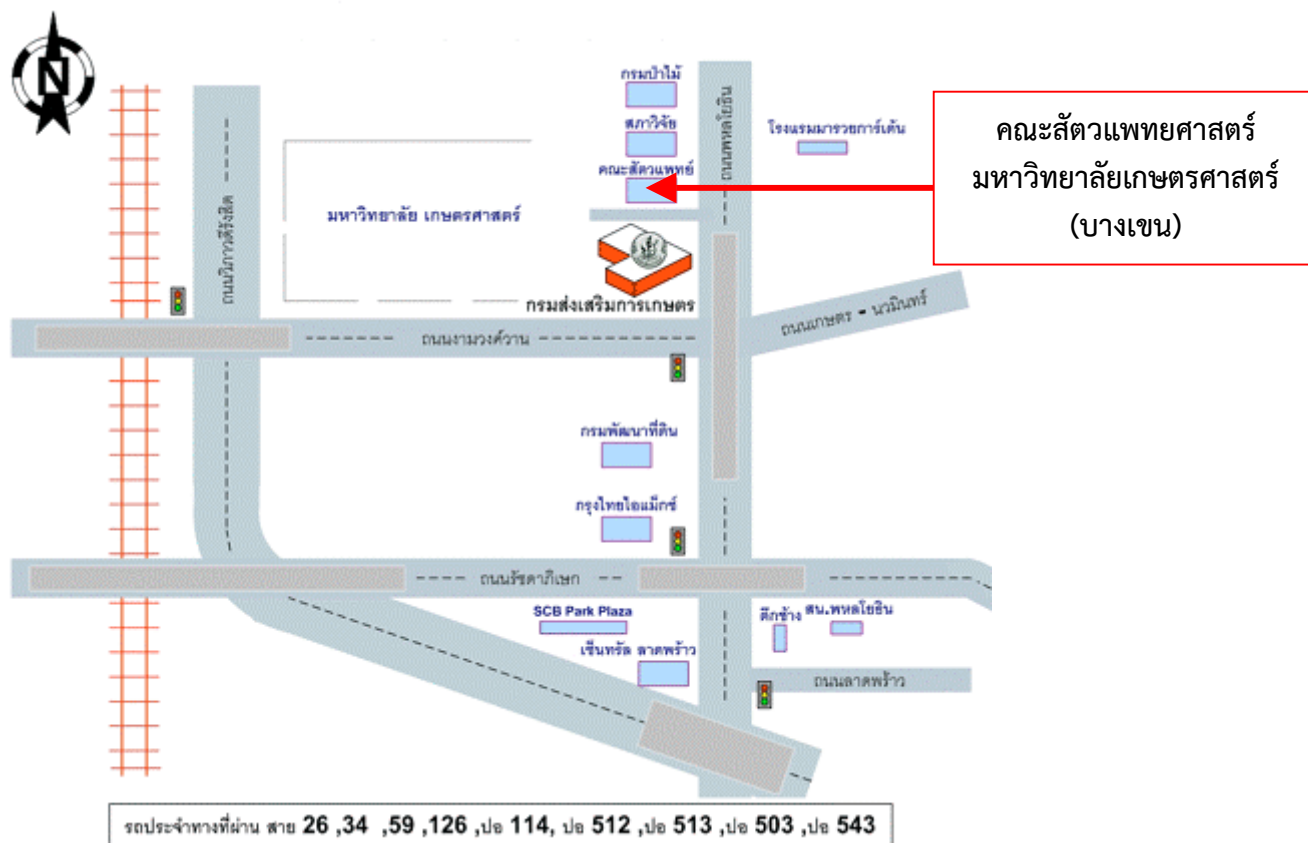 N
กรมป่าไม้
สภาวิจัย
คณะสัตวแพทย์
ถนนพหลโยธิน
โรงแรมมารวยการ์เด้น
คณะสัตวแพทยศาสตร์
มหาวิทยาลัยเกษตรศาสตร์
(บางเขน)
มหาวิทยาลัย เกษตรศาสตร์
ถนนวิภาวดีรังสิต
กรมส่งเสริมการเกษตร
ถนนเกษตร - นวมินทร์
ถนนงามวงศ์วาน
กรมพัฒนาที่ดิน
กรุงไทยไอแม็กซ์
ถนนรัชดาภิเษก
SCB Park Plaza
ตึกช้าง
สน.พหลโยธิน
เซ็นทรัล ลาดพร้าว
ถนนลาดพร้าว
รถประจำทางที่ผ่าน สาย 26 ,34 ,59 ,126 ,ปอ 114, ปอ 512 ,ปอ 513 ,ปอ 503 ,ปอ 543